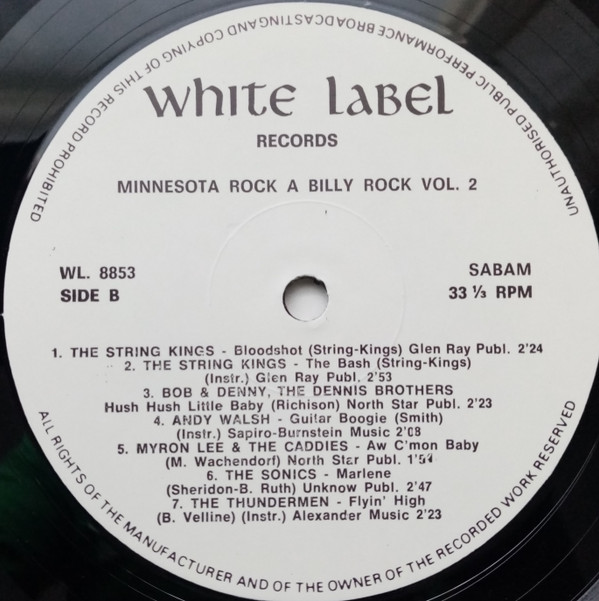 UNAUTHORISED PUBLIC PERFORMANCE BROADCASTING AND COPYING OF THIS RECORD PROHIBITED
White Label
RECORDS
MINNESOTA ROCK A BILLY ROCK VOL. 2
WL. 8853
SIDE B
SABAM
33 ⅓ RPM
1. THE STRING KINGS - Bloodshot (String-Kings) Glen Ray Publ. 2'24
2. THE STRING KINGS - The Bash (String-Kings)
(Instr.) Glen Ray Publ. 2'53
3. BOB & DENNY, THE DENNIS BROTHERS
Hush Hush Little Baby (Richison) North Star Publ. 2'23
4. ANDY WALSH - Guitar Boogie (Smith)
(Instr.) Sapiro-Burnstein Music 2'08
5. MYRON LEE & THE CADDIES - Aw C'mon Baby
(M. Wachendorf) North Star Publ.
6. THE SONICS - Marlene
(Sheridon-B. Ruth) Unknow Publ. 2'47
7. THE THUNDERMEN - Flyin' High
(B. Velline) (Instr.) Alexander Music 2'23
ALL RIGHTS OF THE MANUFACTURER AND OF THE OWNER OF THE RECORDED WORK RESERVED